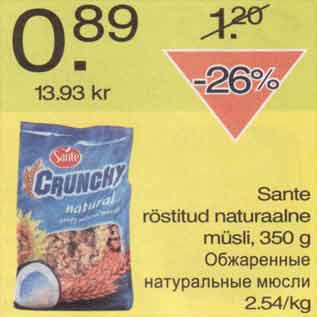 0.89
1.20
13.93 kr
-26%
Sante
CRUNCHY
natural
Sante
röstitud naturaalne
müsli, 350 g
Обжаренные
натуральные мюсли
2.54/kg